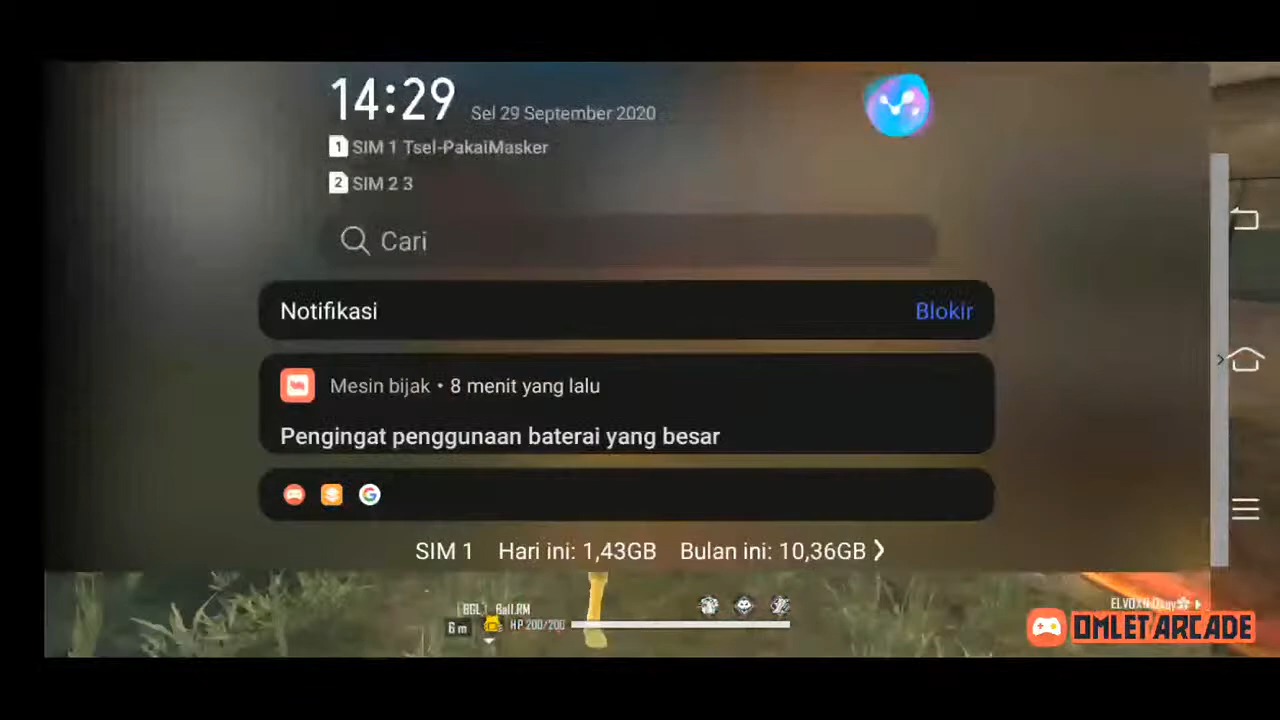 14:29 Sel 29 September 2020
1 SIM 1 Tsel-PakaiMasker
2 SIM 2 3
Cari
Notifikasi Blokir
Mesin bijak • 8 menit yang lalu
Pengingat penggunaan baterai yang besar
SIM 1 Hari ini: 1,43GB Bulan ini: 10,36GB
6 m HP 200/200
OMLET ARCADE